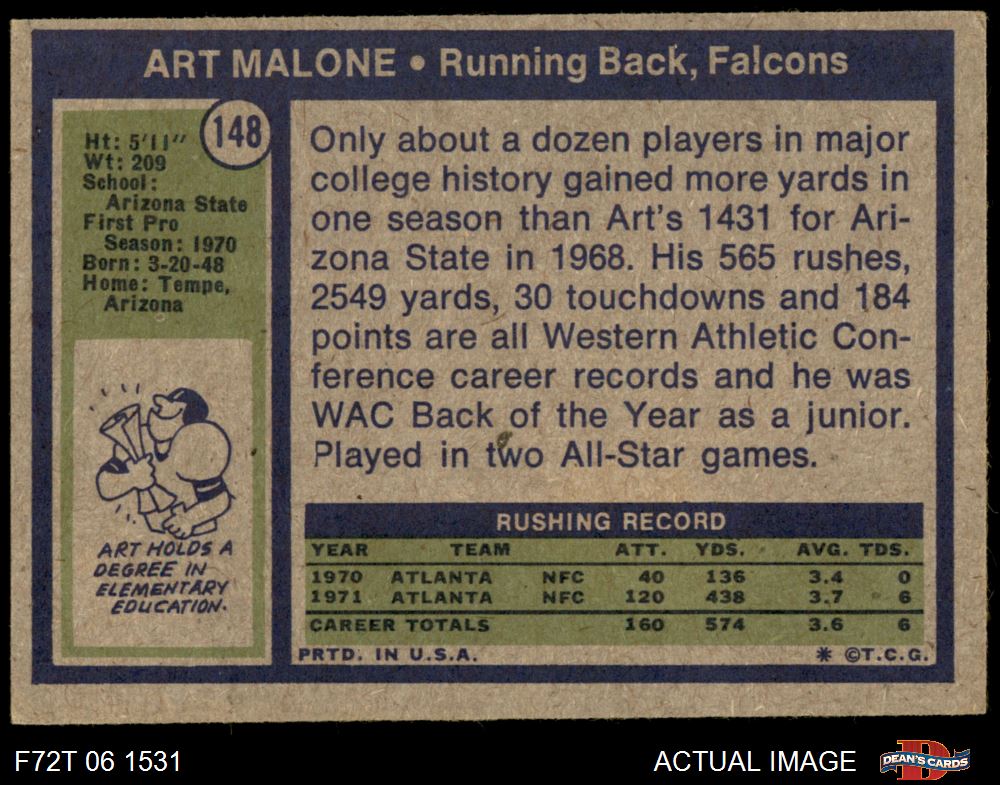 ART MALONE • Running Back, Falcons
148
Ht: 5'11"
Wt: 209
School:
Arizona State
First Pro
Season: 1970
Born: 3-20-48
Home: Tempe,
Arizona
ART HOLDS A
DEGREE IN
ELEMENTARY
EDUCATION.
Only about a dozen players in major
college history gained more yards in
one season than Art's 1431 for Ari-
zona State in 1968. His 565 rushes,
2549 yards, 30 touchdowns and 184
points are all Western Athletic Con-
ference career records and he was
WAC Back of the Year as a junior.
Played in two All-Star games.
RUSHING RECORD
YEAR TEAM ATT. YDS. AVG. TDS.
1970 ATLANTA NFC 40 136 3.4 0
1971 ATLANTA NFC 120 438 3.7 6
CAREER TOTALS 160 574 3.6 6
PRTD. IN U.S.A. * ©T.C.G.
F72T 06 1531 ACTUAL IMAGE D DEAN'S CARDS